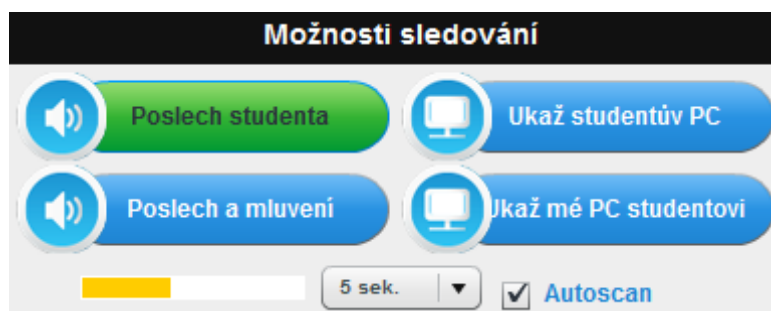 Možnosti sledování
Poslech studenta
Ukaž studentův PC
Poslech a mluvení
Ukaž mé PC studentovi
5 sek.
Autoscan